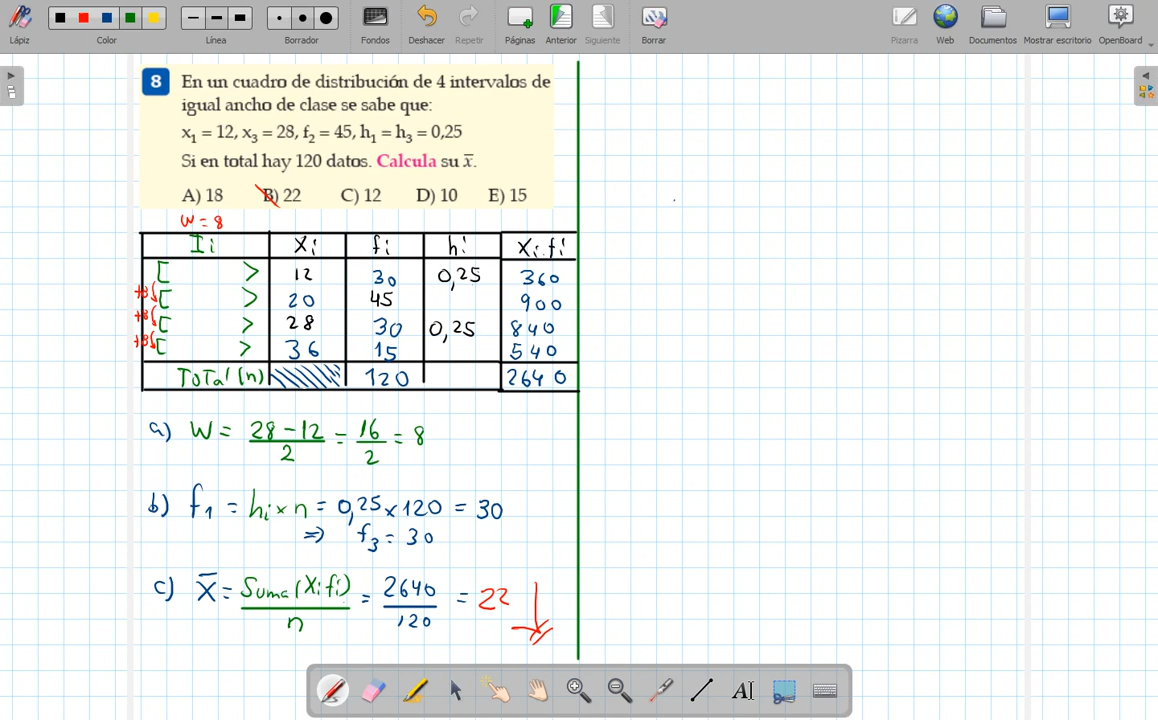 Lápiz Color Línea Borrador Fondos Deshacer Repetir Páginas Anterior Siguiente Borrar Pizarra Web Documentos Mostrar escritorio OpenBoard
8 En un cuadro de distribución de 4 intervalos de
igual ancho de clase se sabe que:
x₁ = 12, x₃ = 28, f₂ = 45, h₁ = h₃ = 0,25
Si en total hay 120 datos. Calcula su x̅.
A) 18 B) 22 C) 12 D) 10 E) 15
W = 8
Ii Xi fi hi Xi.fi
[ > 12 30 0,25 360
+8 [ > 20 45 900
+8 [ > 28 30 0,25 840
+8 [ > 36 15 540
ToTal (n) 120 2640
a) W = 28-12/2 = 16/2 = 8
b) f₁ = hi x n = 0,25 x 120 = 30
=> f₃ = 30
c) X̅ = Suma (Xifi)/n = 2640/120 = 22